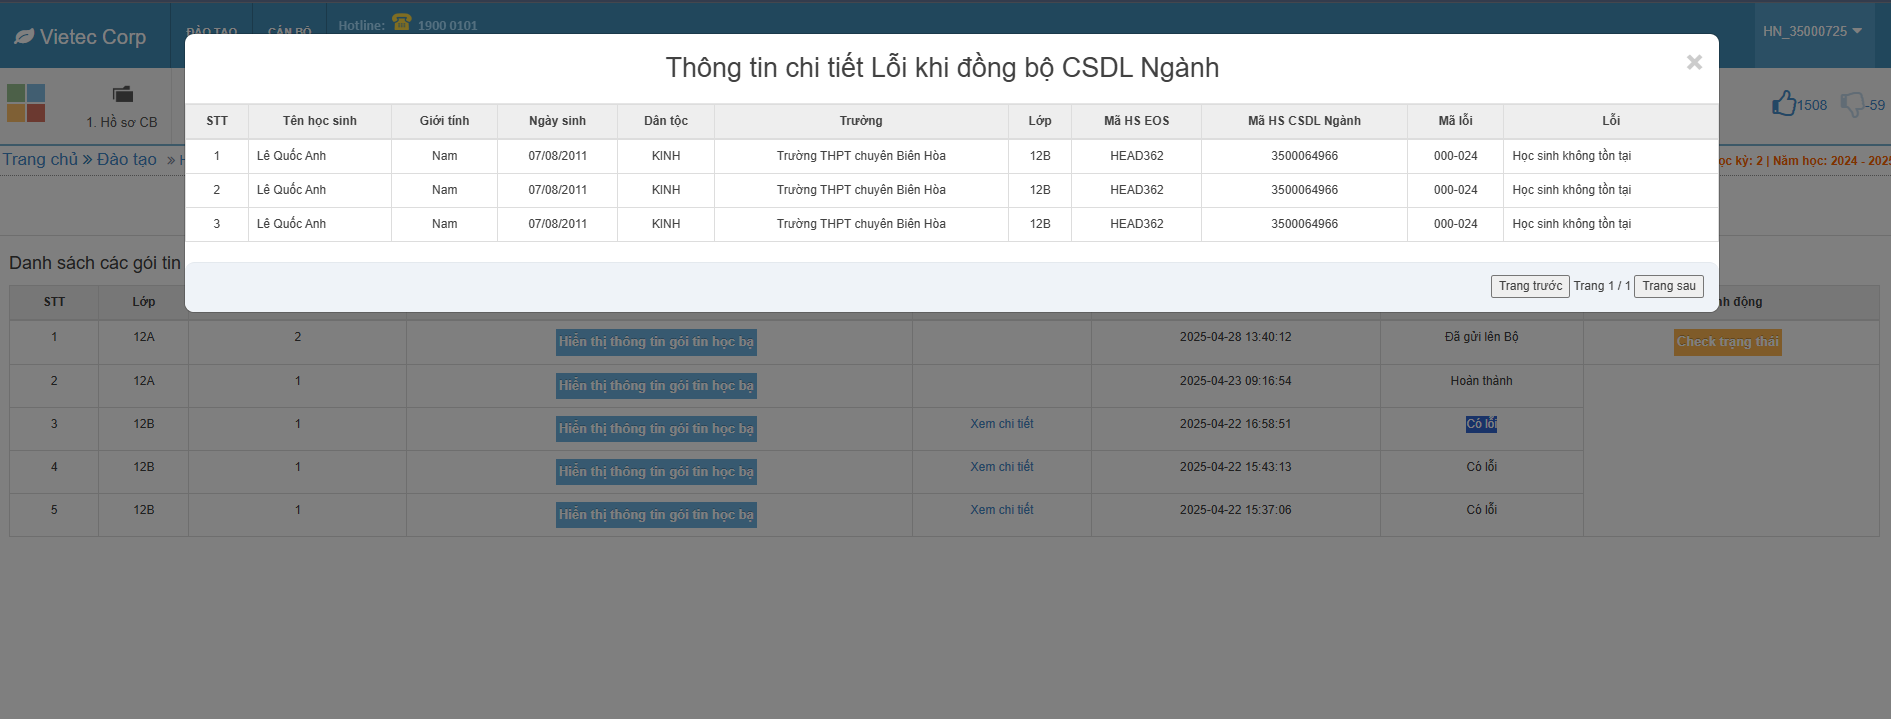 Vietec Corp
ĐÀO TẠO
CÁN BỘ
Hotline: 1900 0101
HN_35000725
Thông tin chi tiết Lỗi khi đồng bộ CSDL Ngành
×
1. Hồ sơ CB
1508
-59
STT Tên học sinh Giới tính Ngày sinh Dân tộc Trường Lớp Mã HS EOS Mã HS CSDL Ngành Mã lỗi Lỗi
1 Lê Quốc Anh Nam 07/08/2011 KINH Trường THPT chuyên Biên Hòa 12B HEAD362 3500064966 000-024 Học sinh không tồn tại
2 Lê Quốc Anh Nam 07/08/2011 KINH Trường THPT chuyên Biên Hòa 12B HEAD362 3500064966 000-024 Học sinh không tồn tại
3 Lê Quốc Anh Nam 07/08/2011 KINH Trường THPT chuyên Biên Hòa 12B HEAD362 3500064966 000-024 Học sinh không tồn tại
Trang chủ » Đào tạo » H
ọc kỳ: 2 | Năm học: 2024 - 2025
Trang trước Trang 1 / 1 Trang sau
Danh sách các gói tin
STT Lớp nh động
1 12A 2 Hiển thị thông tin gói tin học bạ 2025-04-28 13:40:12 Đã gửi lên Bộ Check trạng thái
2 12A 1 Hiển thị thông tin gói tin học bạ 2025-04-23 09:16:54 Hoàn thành
3 12B 1 Hiển thị thông tin gói tin học bạ Xem chi tiết 2025-04-22 16:58:51 Có lỗi
4 12B 1 Hiển thị thông tin gói tin học bạ Xem chi tiết 2025-04-22 15:43:13 Có lỗi
5 12B 1 Hiển thị thông tin gói tin học bạ Xem chi tiết 2025-04-22 15:37:06 Có lỗi